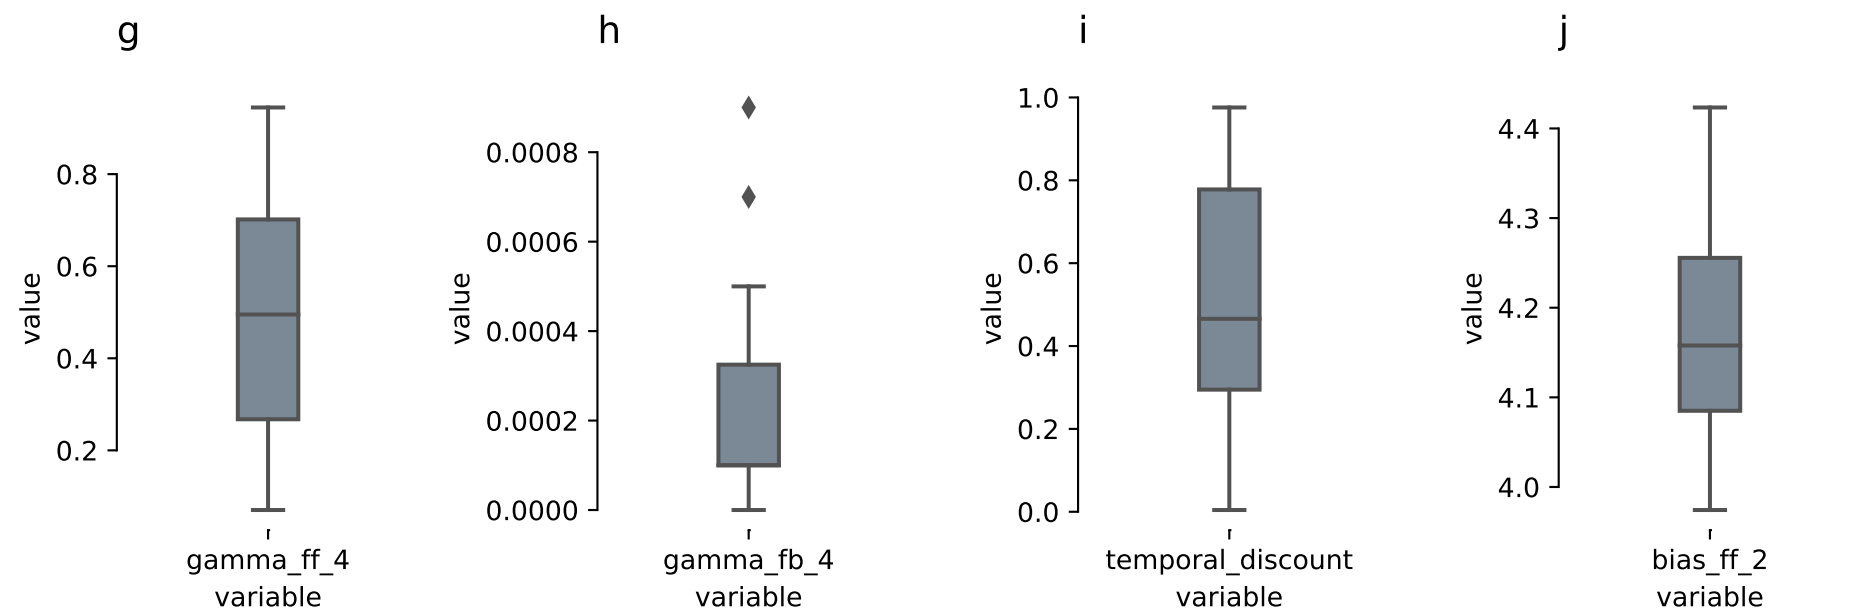 g
0.8
0.6
0.4
0.2
value
gamma_ff_4
variable
h
0.0008
0.0006
0.0004
0.0002
0.0000
value
gamma_fb_4
variable
i
1.0
0.8
0.6
0.4
0.2
0.0
value
temporal_discount
variable
j
4.4
4.3
4.2
4.1
4.0
value
bias_ff_2
variable